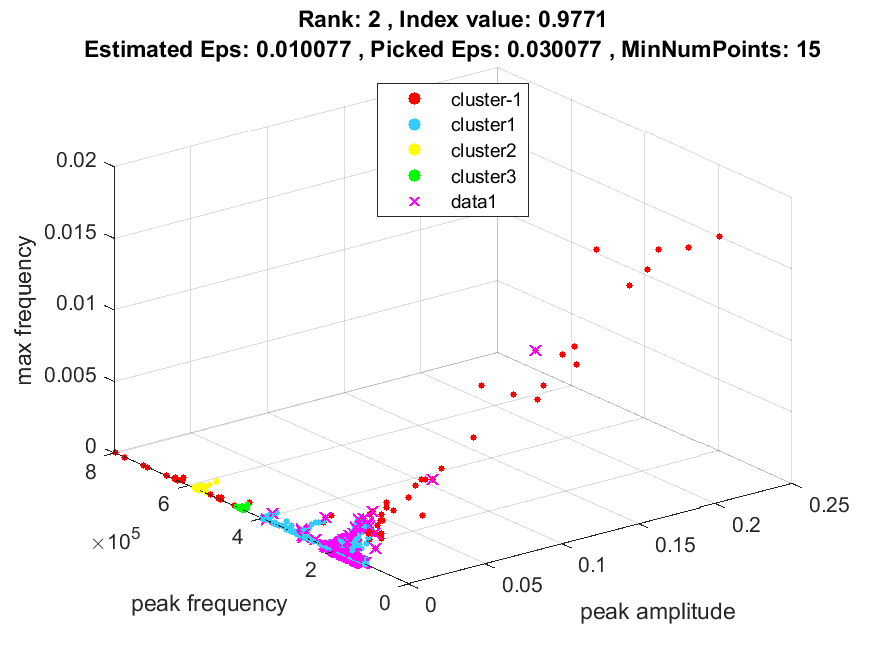 Rank: 2 , Index value: 0.9771
Estimated Eps: 0.010077 , Picked Eps: 0.030077 , MinNumPoints: 15
cluster-1
cluster1
cluster2
cluster3
data1
0.02
0.015
0.01
0.005
0
max frequency
8
6
4
2
0
×10^5
peak frequency
0
0.05
0.1
0.15
0.2
0.25
peak amplitude